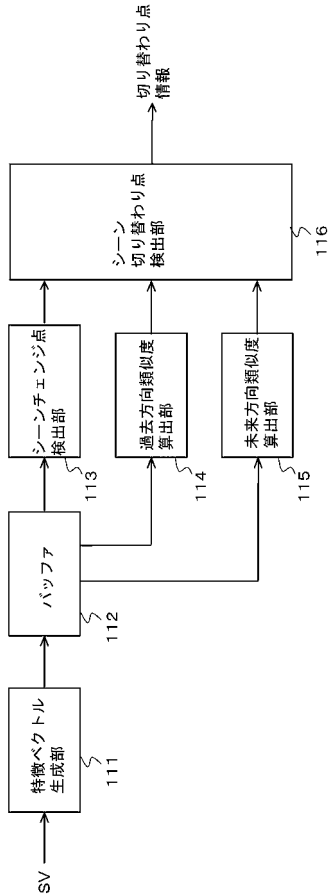 SV
特徴ベクトル
生成部
111
バッファ
112
シーンチェンジ点
検出部
113
過去方向類似度
算出部
114
未来方向類似度
算出部
115
シーン
切り替わり点
検出部
116
切り替わり点
情報